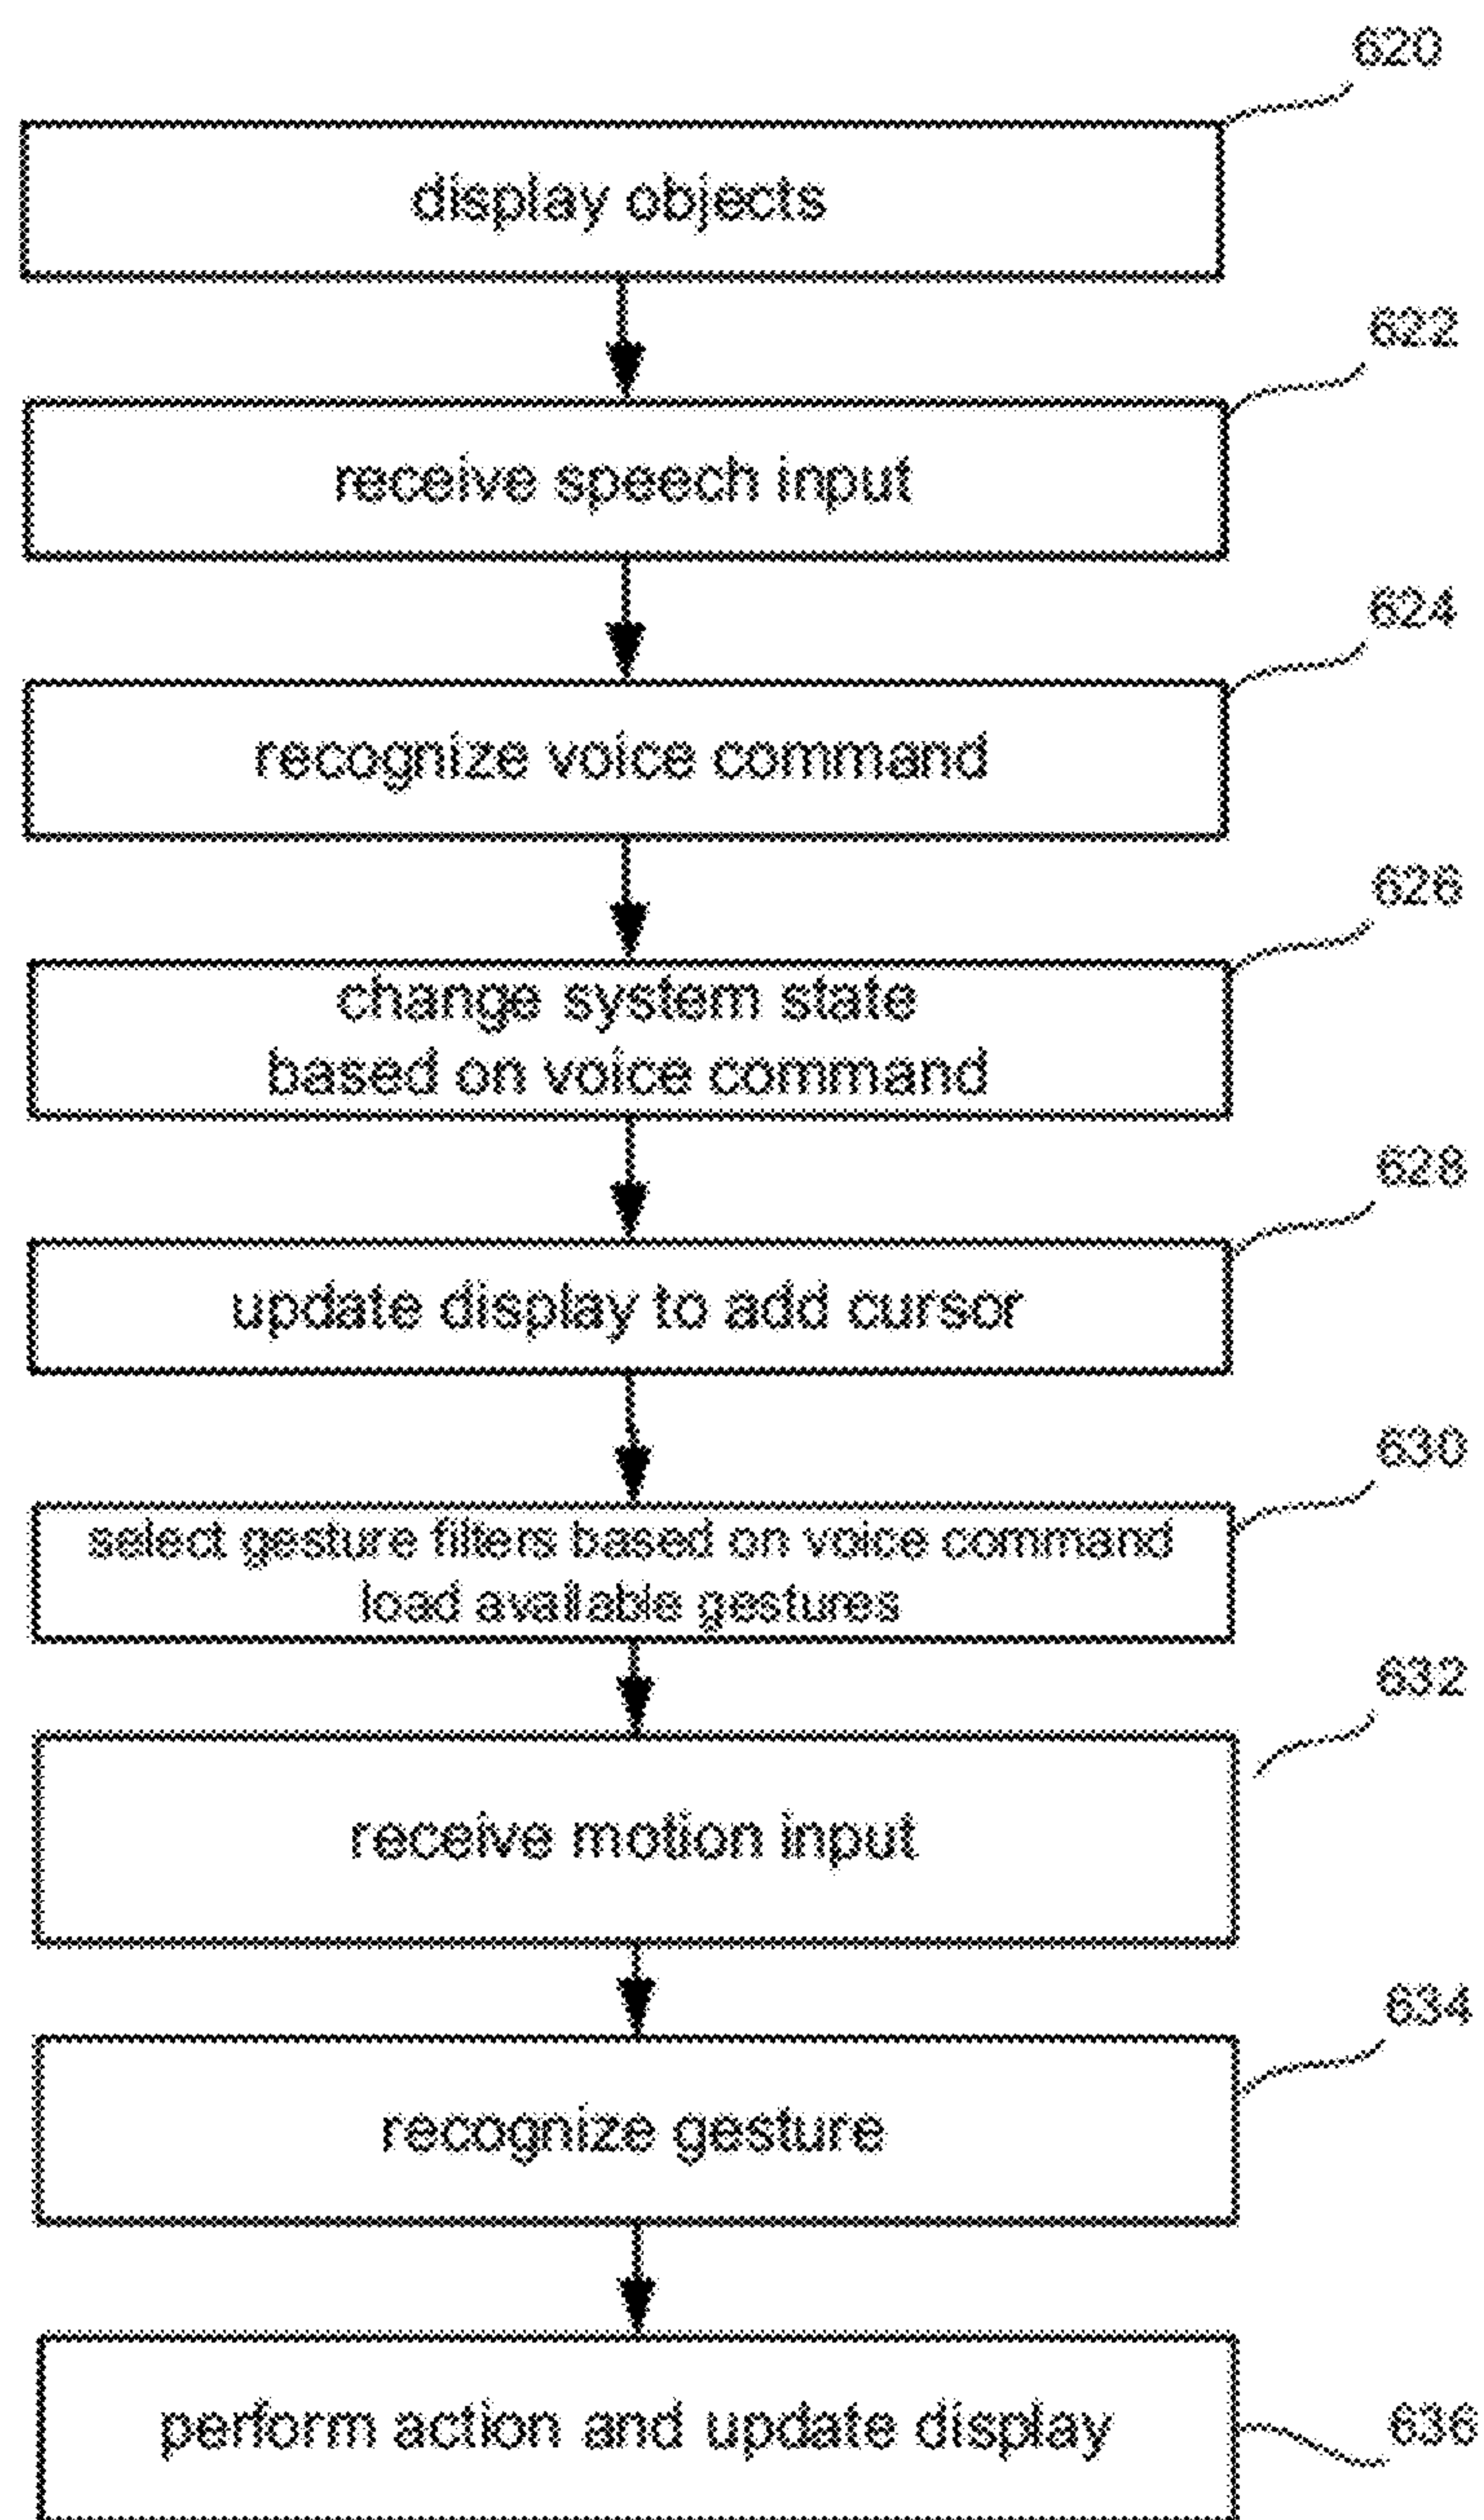 620
display objects
622
receive speech input
624
recognize voice command
626
change system state
based on voice command
628
update display to add cursor
630
select gesture filters based on voice command
load available gestures
632
receive motion input
634
recognize gesture
636
perform action and update display